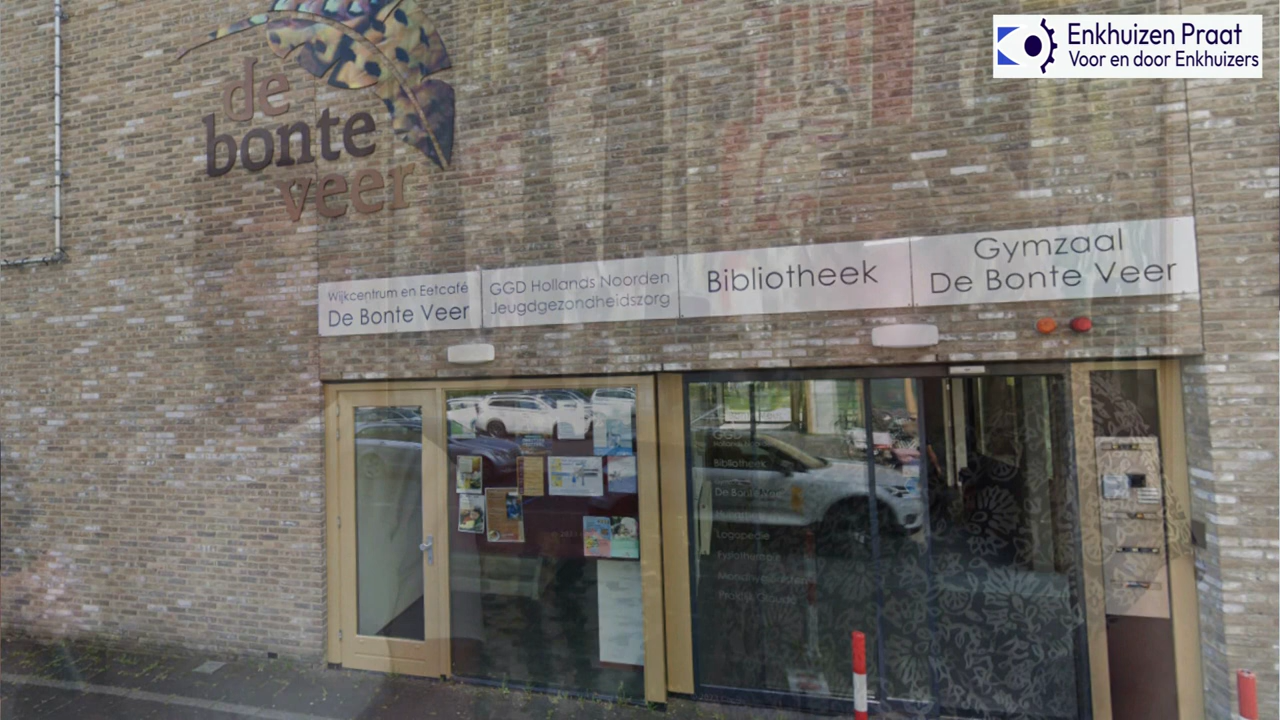 Enkhuizen Praat
Voor en door Enkhuizers
de
bonte
veer
Wijkcentrum en Eetcafé
De Bonte Veer
GGD Hollands Noorden
Jeugdgezondheidszorg
Bibliotheek
Gymzaal
De Bonte Veer
GGD
Bibliotheek
De Bonte Veer
Logopedie
Fysiotherapie